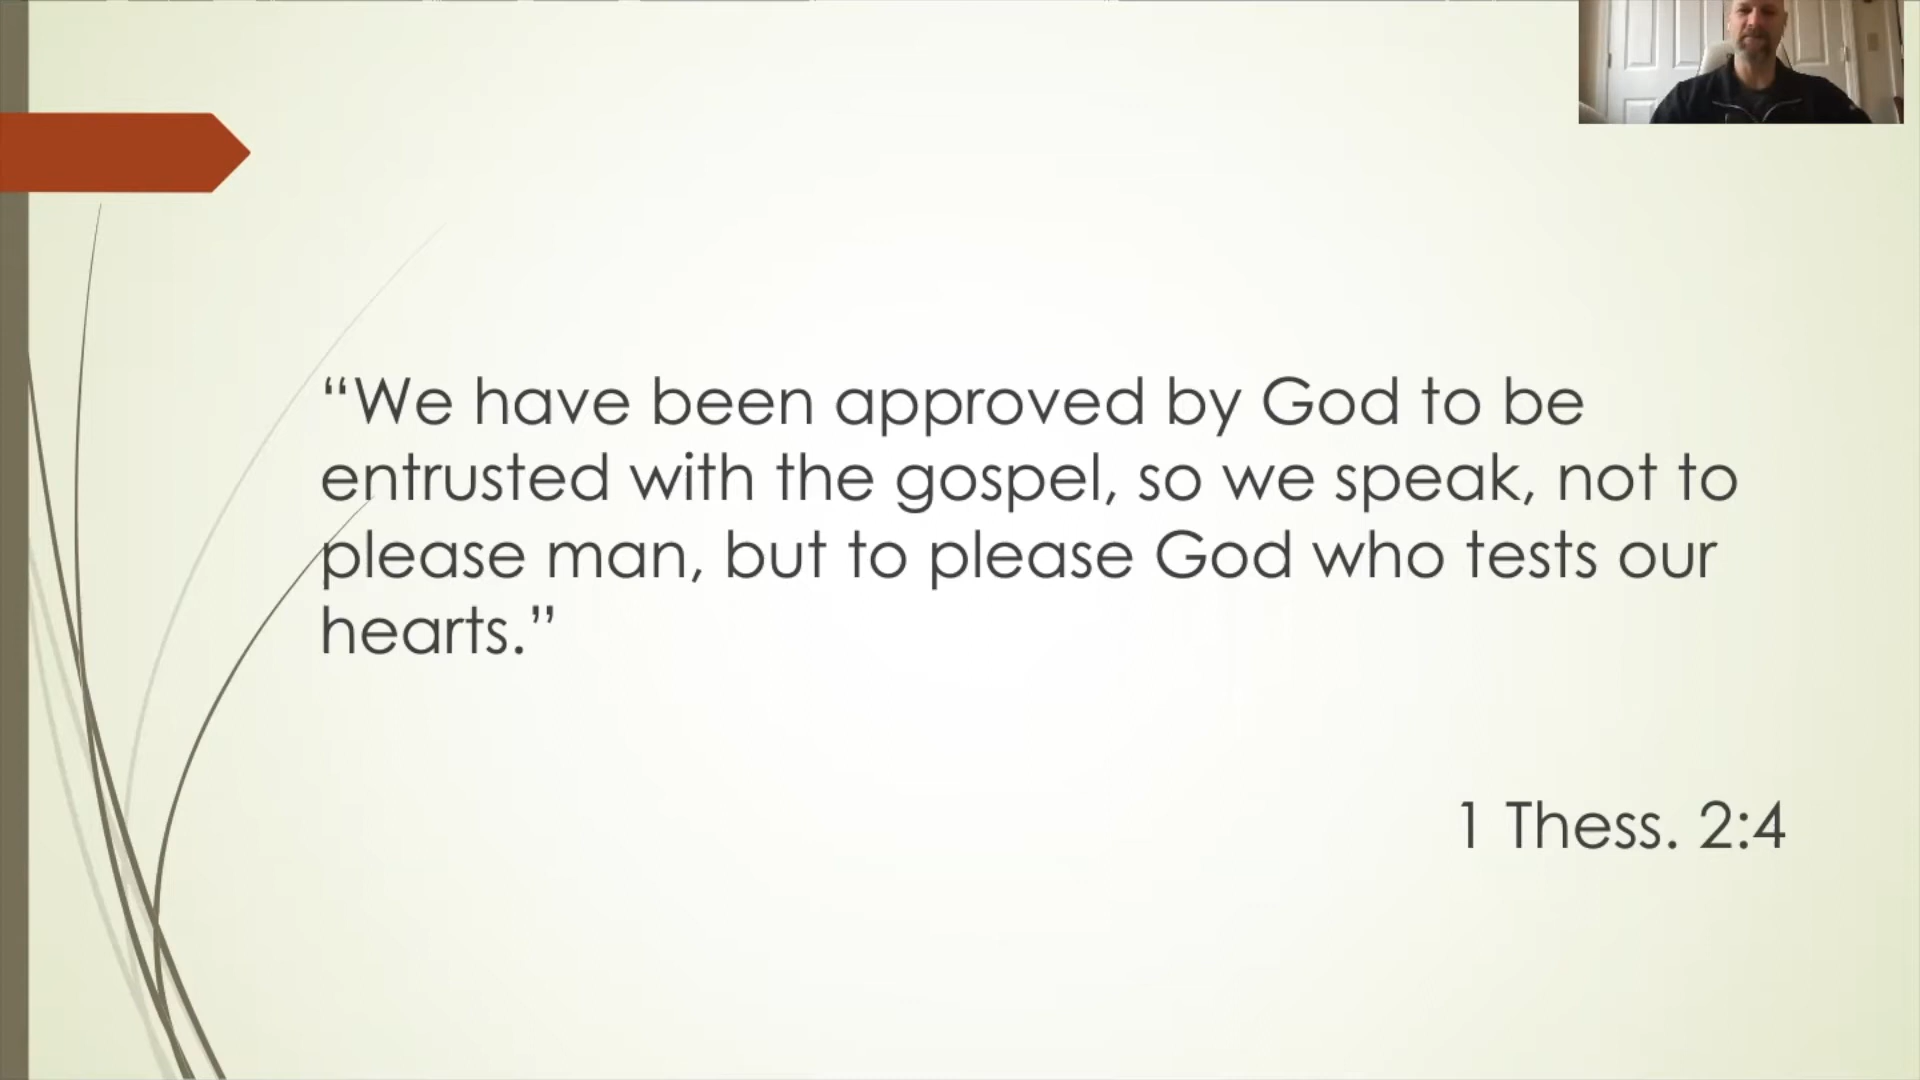 “We have been approved by God to be
entrusted with the gospel, so we speak, not to
please man, but to please God who tests our
hearts.”
1 Thess. 2:4